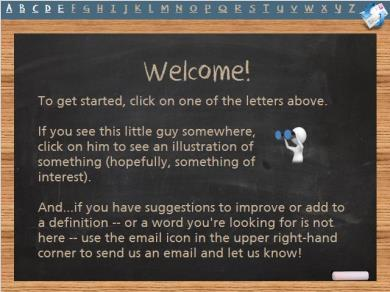 A B C D E F G H I J K L M N O P Q R S T U V W X Y Z
Welcome!
To get started, click on one of the letters above.
If you see this little guy somewhere,
click on him to see an illustration of
something (hopefully, something of
interest).
And...if you have suggestions to improve or add to
a definition -- or a word you're looking for is not
here -- use the email icon in the upper right-hand
corner to send us an email and let us know!